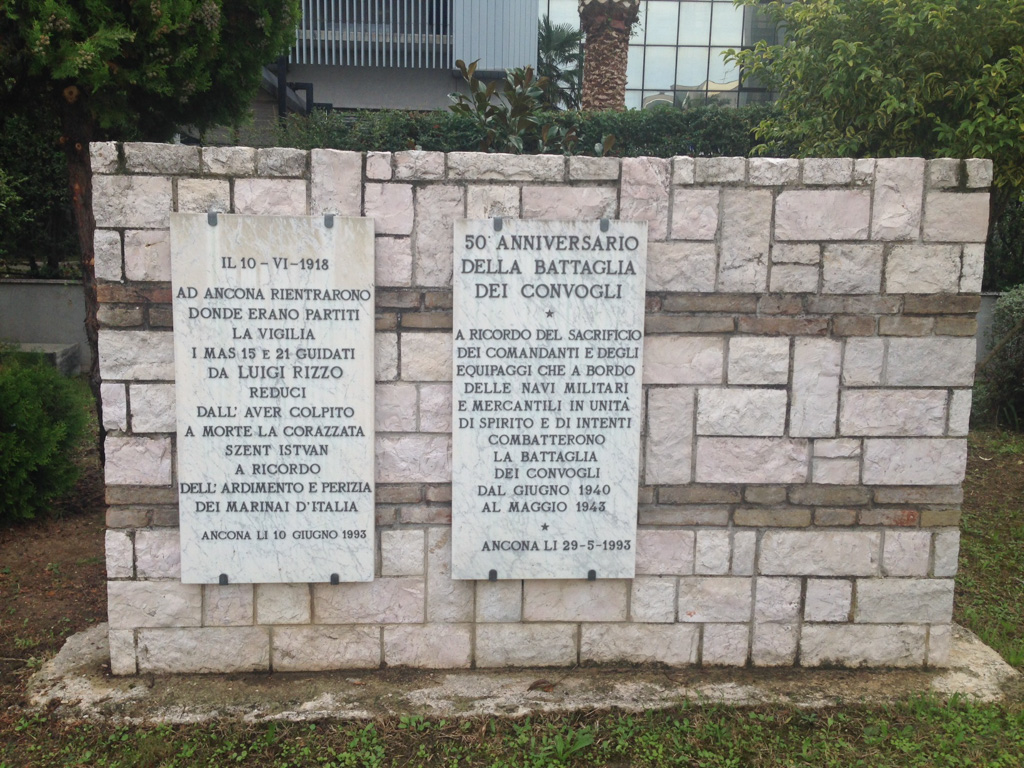 IL 10 - VI - 1918
AD ANCONA RIENTRARONO
DONDE ERANO PARTITI
LA VIGILIA
I MAS 15 E 21 GUIDATI
DA LUIGI RIZZO
REDUCI
DALL' AVER COLPITO
A MORTE LA CORAZZATA
SZENT ISTVAN
A RICORDO
DELL' ARDIMENTO E PERIZIA
DEI MARINAI D'ITALIA
ANCONA LI 10 GIUGNO 1993
50° ANNIVERSARIO
DELLA BATTAGLIA
DEI CONVOGLI
A RICORDO DEL SACRIFICIO
DEI COMANDANTI E DEGLI
EQUIPAGGI CHE A BORDO
DELLE NAVI MILITARI
E MERCANTILI IN UNITÀ
DI SPIRITO E DI INTENTI
COMBATTERONO
LA BATTAGLIA
DEI CONVOGLI
DAL GIUGNO 1940
AL MAGGIO 1943
ANCONA LI 29-5-1993